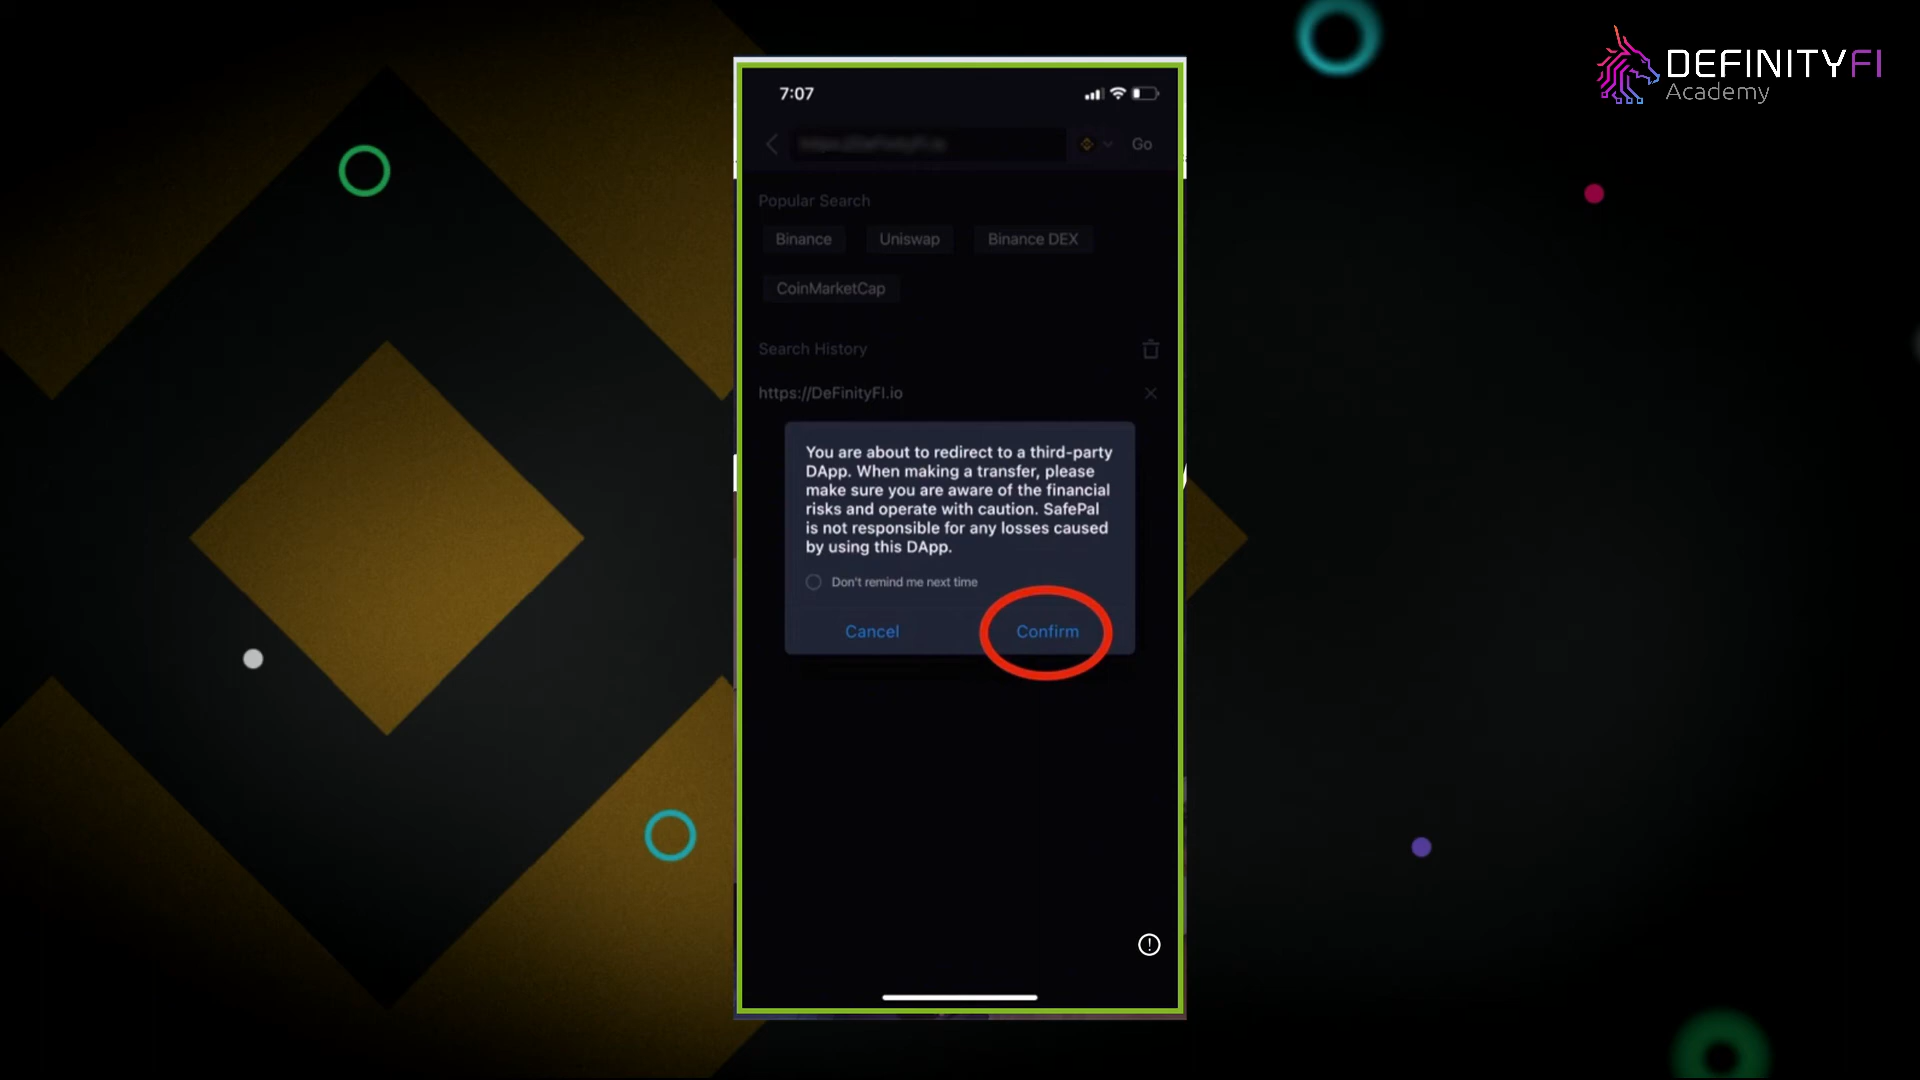 DEFINITYFI
Academy
7:07
Go
Popular Search
Binance
Uniswap
Binance DEX
CoinMarketCap
Search History
https://DeFinityFI.io
You are about to redirect to a third-party
DApp. When making a transfer, please
make sure you are aware of the financial
risks and operate with caution. SafePal
is not responsible for any losses caused
by using this DApp.
Don't remind me next time
Cancel
Confirm